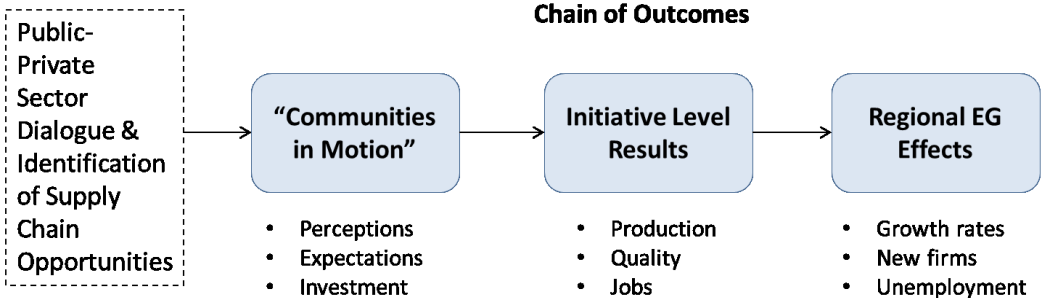 Chain of Outcomes
Public-
Private
Sector
Dialogue &
Identification
of Supply
Chain
Opportunities
“Communities
in Motion”
• Perceptions
• Expectations
• Investment
Initiative Level
Results
• Production
• Quality
• Jobs
Regional EG
Effects
• Growth rates
• New firms
• Unemployment